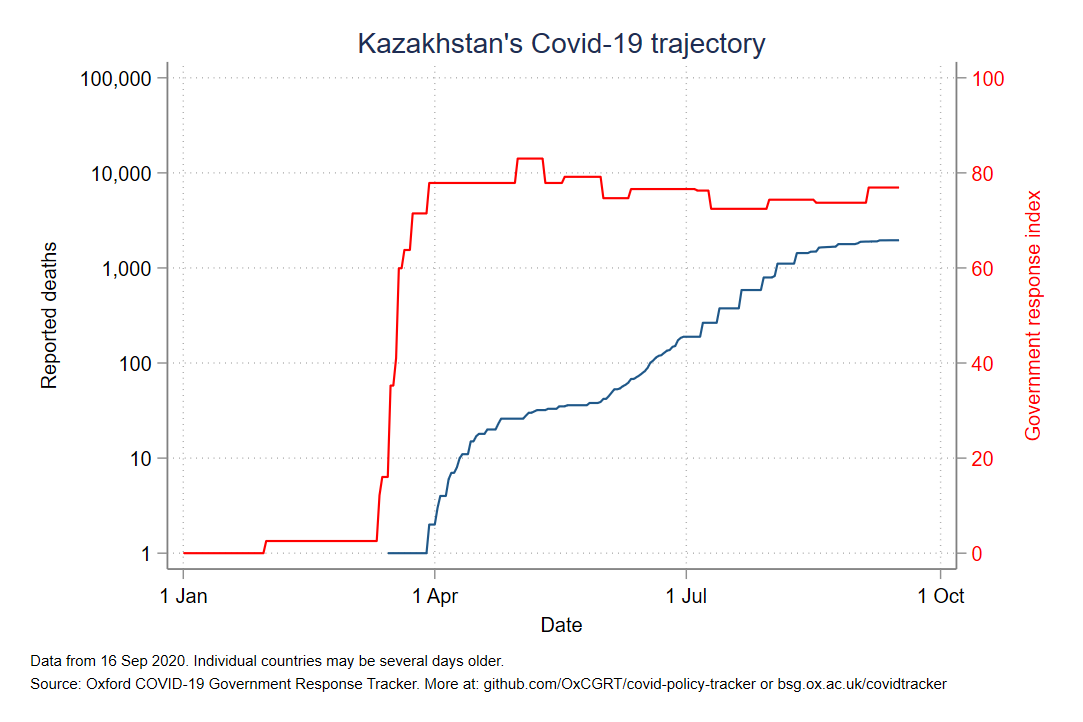 Kazakhstan's Covid-19 trajectory
100,000
10,000
1,000
100
10
1
Reported deaths
100
80
60
40
20
0
Government response index
1 Jan
1 Apr
1 Jul
1 Oct
Date
Data from 16 Sep 2020. Individual countries may be several days older.
Source: Oxford COVID-19 Government Response Tracker. More at: github.com/OxCGRT/covid-policy-tracker or bsg.ox.ac.uk/covidtracker